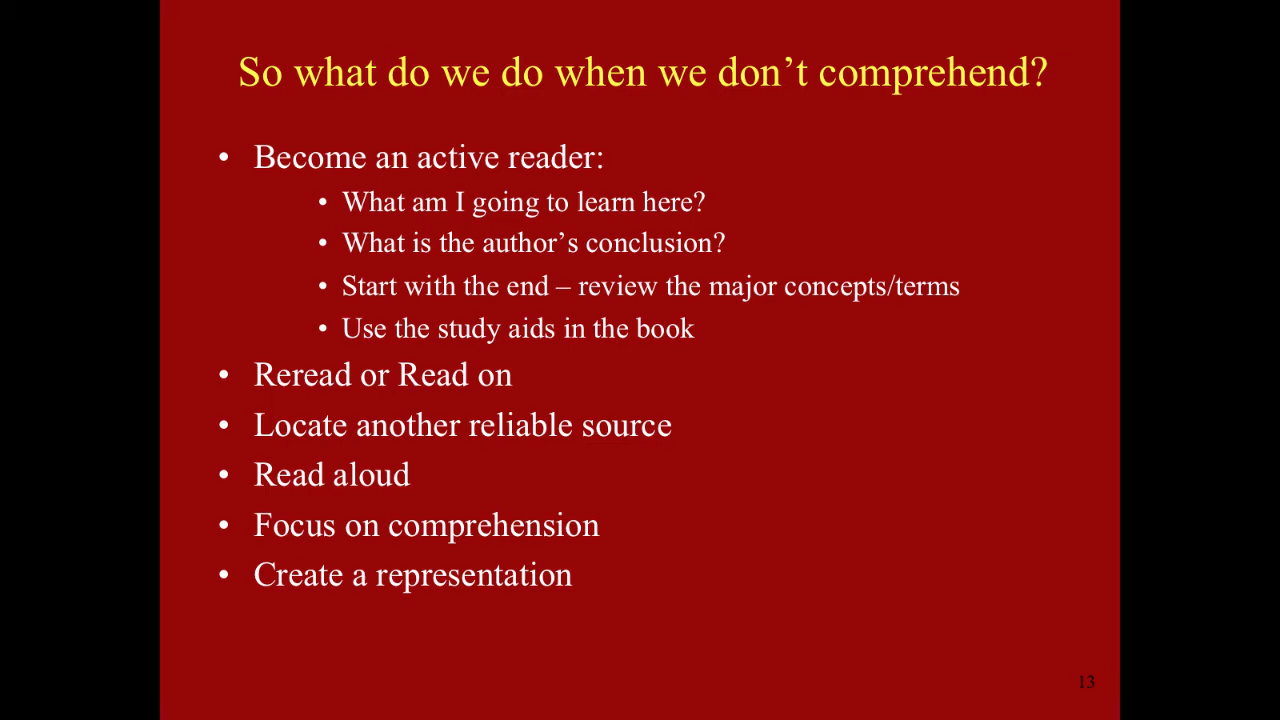 So what do we do when we don’t comprehend?
• Become an active reader:
• What am I going to learn here?
• What is the author’s conclusion?
• Start with the end – review the major concepts/terms
• Use the study aids in the book
• Reread or Read on
• Locate another reliable source
• Read aloud
• Focus on comprehension
• Create a representation
13